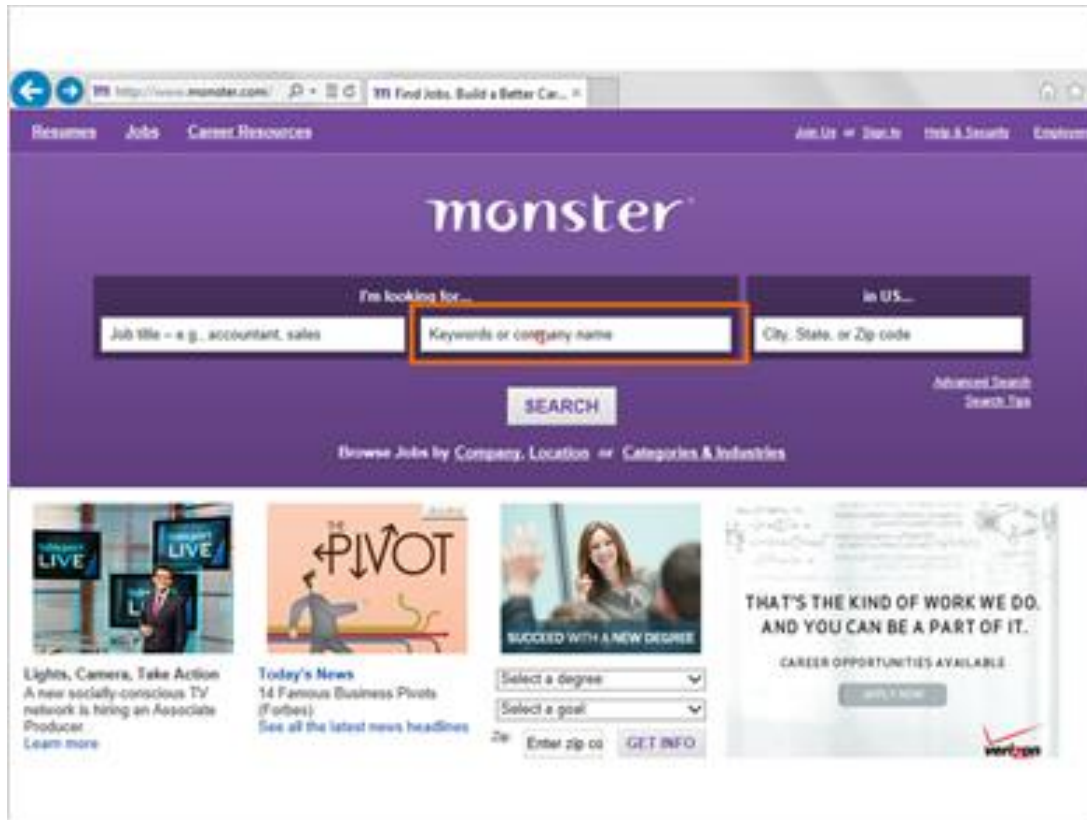 http://www.monster.com/
Find Jobs. Build a Better Car...
Resumes Jobs Career Resources
Join Us or Sign In Help & Security
monster
I'm looking for...
in US...
Job title – e.g., accountant, sales
Keywords or company name
City, State, or Zip code
Advanced Search
Search Tips
SEARCH
Browse Jobs by Company, Location or Categories & Industries
LIVE
LIVE
THE
PIVOT
SUCCEED WITH A NEW DEGREE
THAT'S THE KIND OF WORK WE DO.
AND YOU CAN BE A PART OF IT.
CAREER OPPORTUNITIES AVAILABLE
APPLY NOW
verizon
Lights, Camera, Take Action
A new socially-conscious TV
network is hiring an Associate
Producer
Learn more
Today's News
14 Famous Business Pivots
(Forbes)
See all the latest news headlines
Select a degree
Select a goal
Zip
Enter zip co
GET INFO